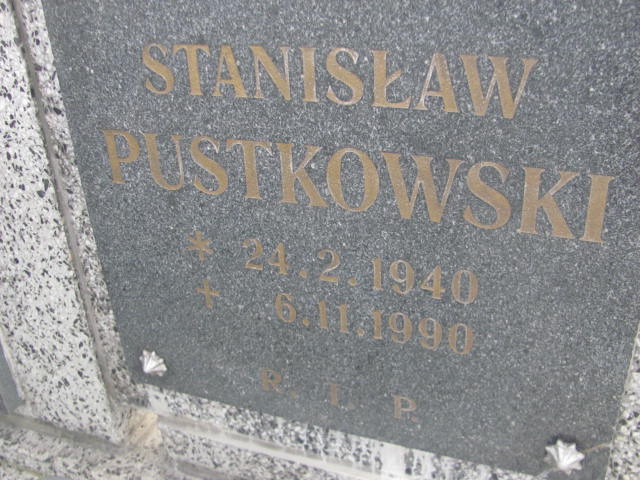 STANISŁAW
PUSTKOWSKI
* 24.2.1940
+ 6.11.1990
R. I. P.